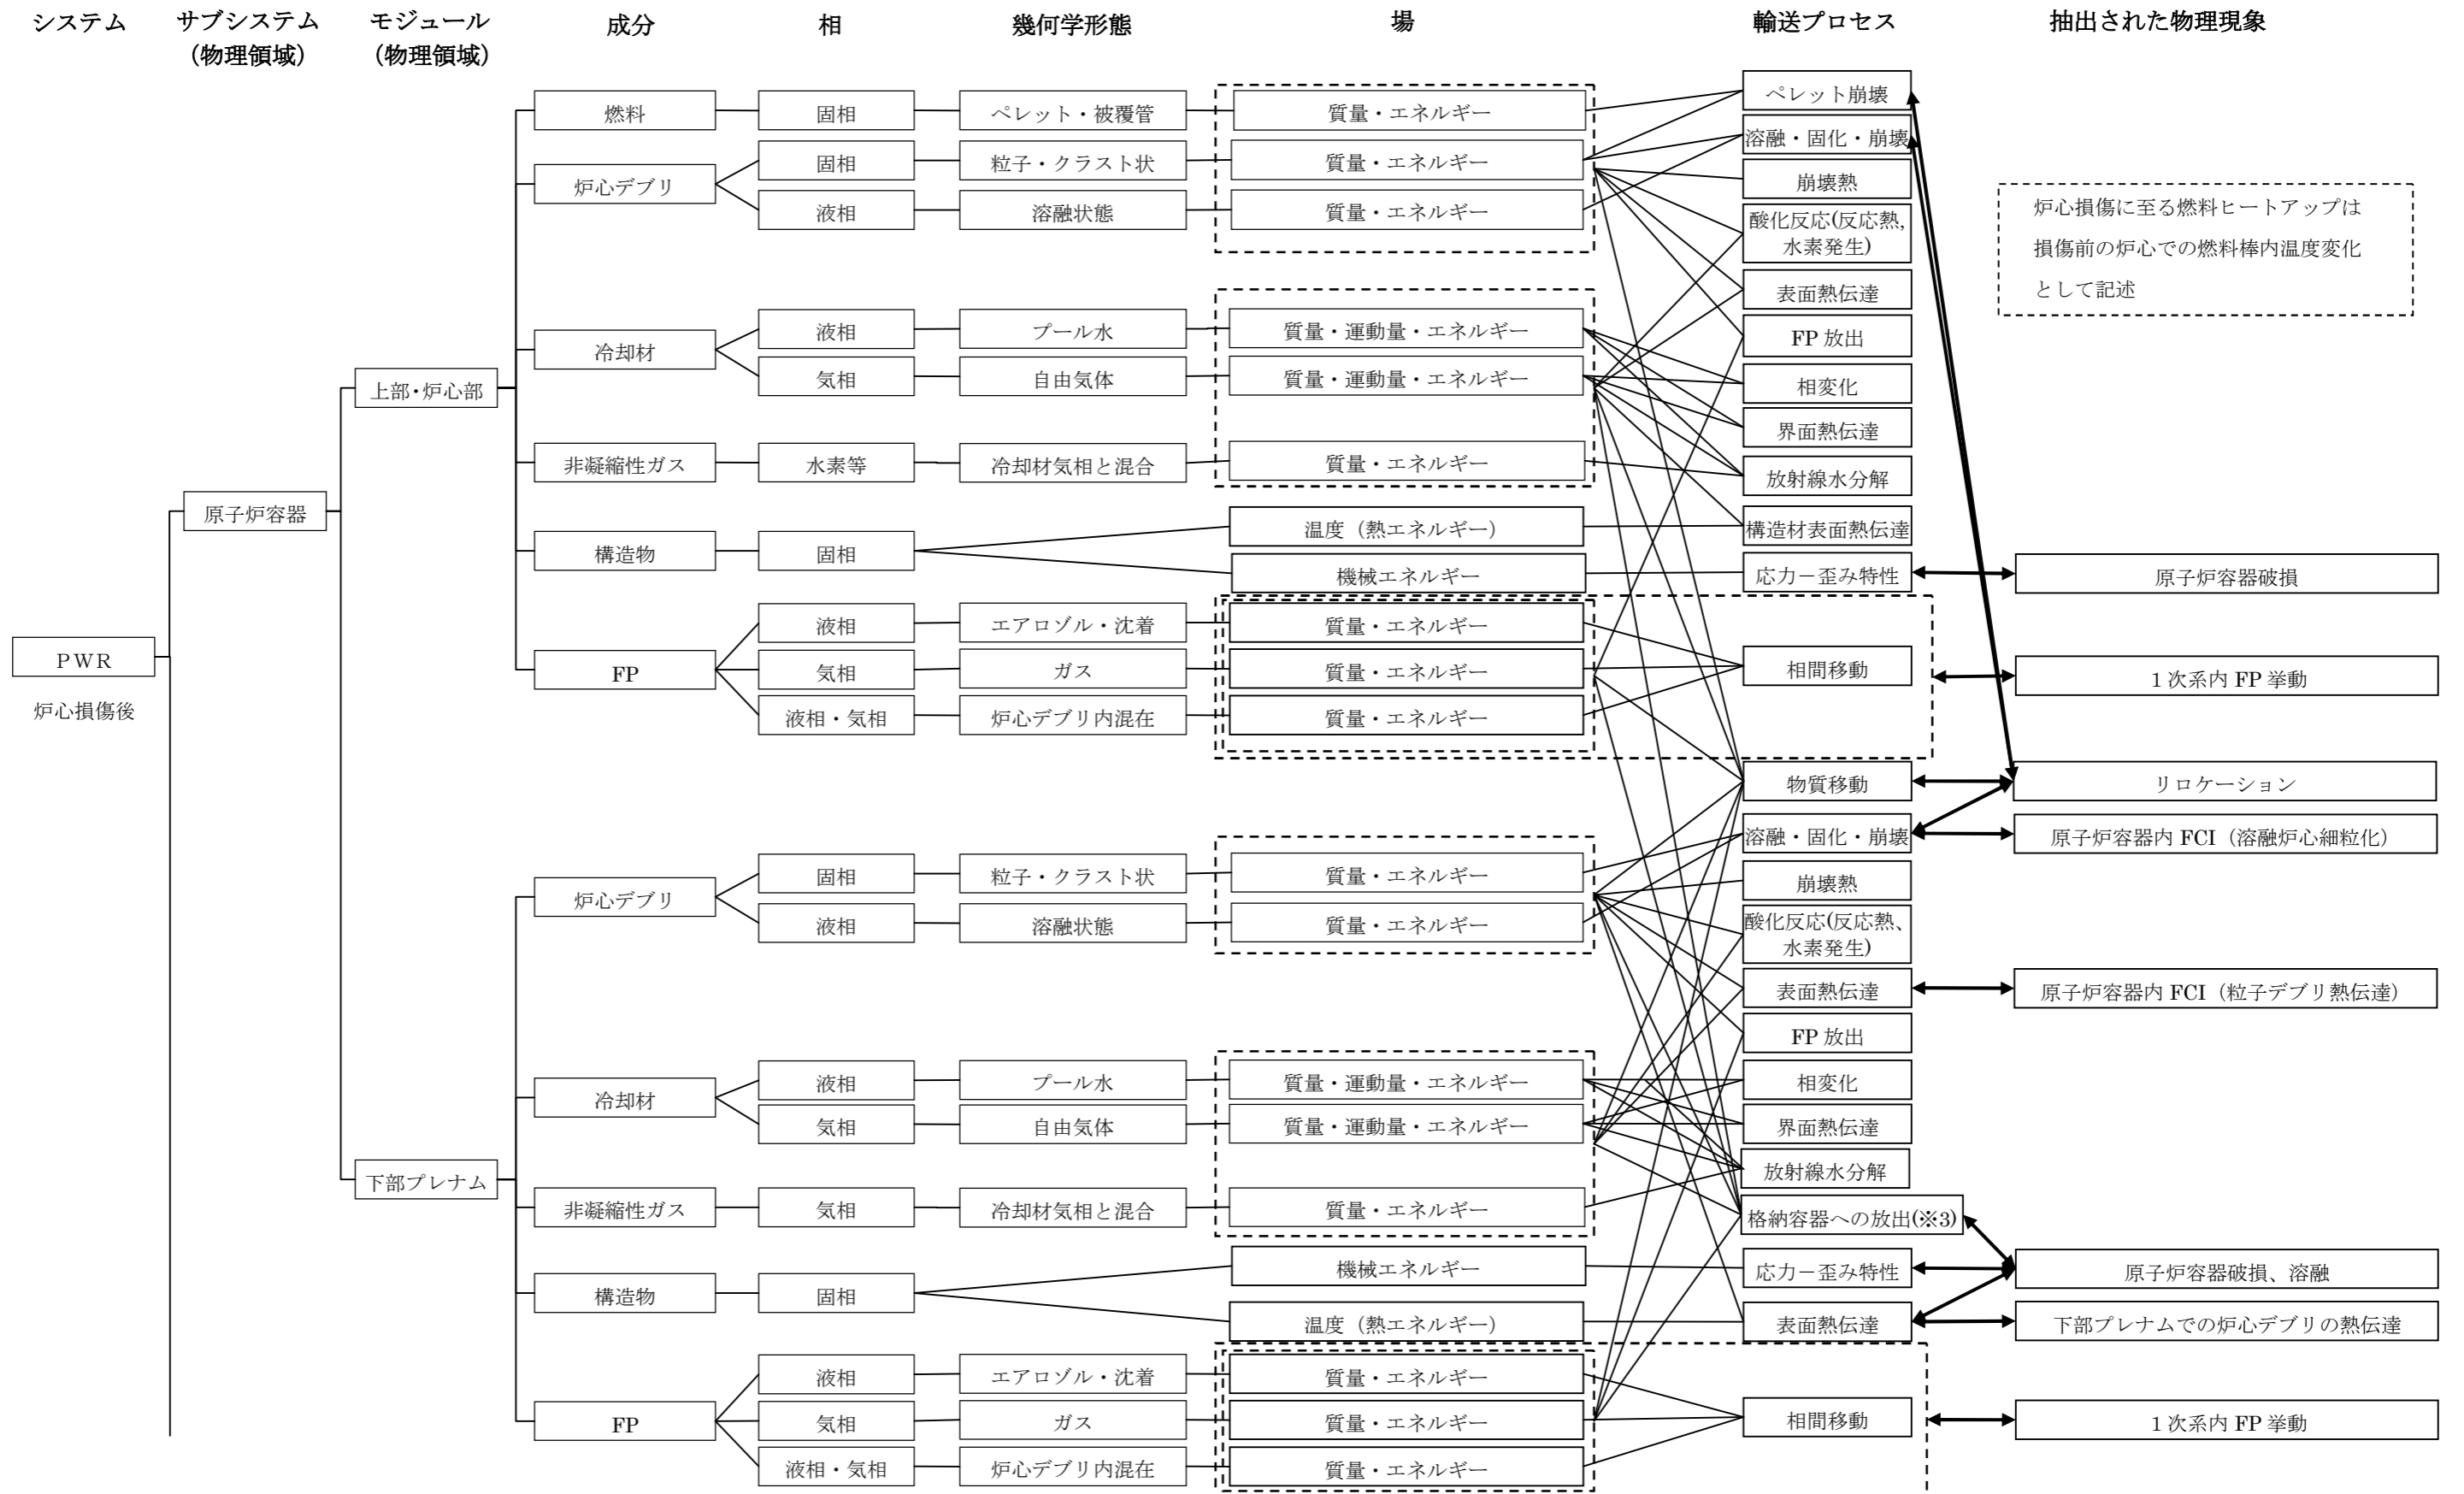 システム
サブシステム
（物理領域）
モジュール
（物理領域）
成分
相
幾何学形態
場
輸送プロセス
抽出された物理現象
PWR
炉心損傷後
原子炉容器
上部・炉心部
燃料
固相
ペレット・被覆管
質量・エネルギー
炉心デブリ
固相
粒子・クラスト状
質量・エネルギー
液相
溶融状態
質量・エネルギー
冷却材
液相
プール水
質量・運動量・エネルギー
気相
自由気体
質量・運動量・エネルギー
非凝縮性ガス
水素等
冷却材気相と混合
質量・エネルギー
構造物
固相
温度（熱エネルギー）
機械エネルギー
FP
液相
エアロゾル・沈着
質量・エネルギー
気相
ガス
質量・エネルギー
液相・気相
炉心デブリ内混在
質量・エネルギー
ペレット崩壊
溶融・固化・崩壊
崩壊熱
酸化反応(反応熱,
水素発生)
表面熱伝達
FP 放出
相変化
界面熱伝達
放射線水分解
構造材表面熱伝達
応力－歪み特性
相間移動
物質移動
炉心損傷に至る燃料ヒートアップは
損傷前の炉心での燃料棒内温度変化
として記述
原子炉容器破損
１次系内 FP 挙動
リロケーション
下部プレナム
炉心デブリ
固相
粒子・クラスト状
質量・エネルギー
液相
溶融状態
質量・エネルギー
冷却材
液相
プール水
質量・運動量・エネルギー
気相
自由気体
質量・運動量・エネルギー
非凝縮性ガス
気相
冷却材気相と混合
質量・エネルギー
構造物
固相
機械エネルギー
温度（熱エネルギー）
FP
液相
エアロゾル・沈着
質量・エネルギー
気相
ガス
質量・エネルギー
液相・気相
炉心デブリ内混在
質量・エネルギー
溶融・固化・崩壊
崩壊熱
酸化反応(反応熱、
水素発生)
表面熱伝達
FP 放出
相変化
界面熱伝達
放射線水分解
格納容器への放出(※3)
応力－歪み特性
表面熱伝達
相間移動
原子炉容器内 FCI（溶融炉心細粒化）
原子炉容器内 FCI（粒子デブリ熱伝達）
原子炉容器破損、溶融
下部プレナムでの炉心デブリの熱伝達
１次系内 FP 挙動